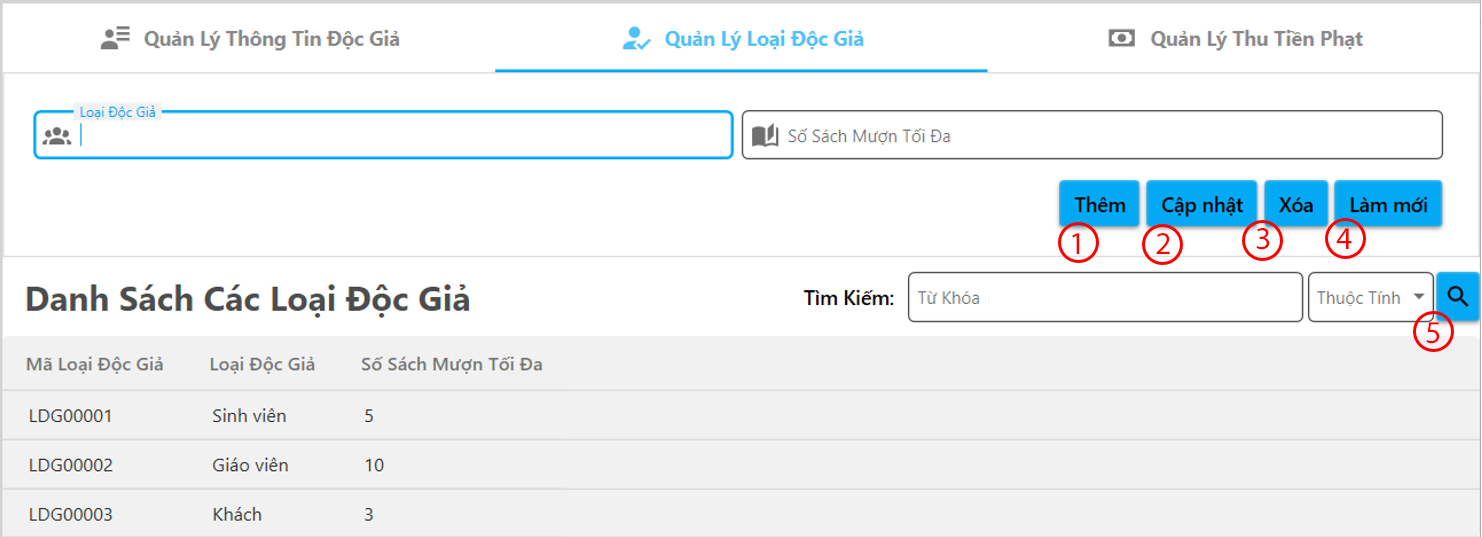 Quản Lý Thông Tin Độc Giả
Quản Lý Loại Độc Giả
Quản Lý Thu Tiền Phạt
Loại Độc Giả
Số Sách Mượn Tối Đa
Thêm
Cập nhật
Xóa
Làm mới
1
2
3
4
Danh Sách Các Loại Độc Giả
Tìm Kiếm:
Từ Khóa
Thuộc Tính
5
Mã Loại Độc Giả Loại Độc Giả Số Sách Mượn Tối Đa
LDG00001 Sinh viên 5
LDG00002 Giáo viên 10
LDG00003 Khách 3